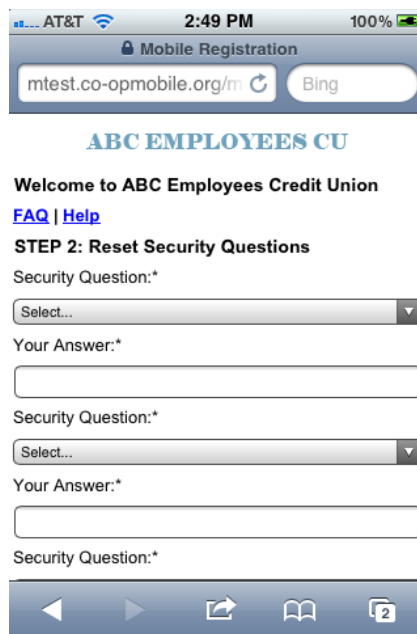 AT&T 2:49 PM 100%
Mobile Registration
mtest.co-opmobile.org/m Bing
ABC EMPLOYEES CU
Welcome to ABC Employees Credit Union
FAQ | Help
STEP 2: Reset Security Questions
Security Question:*
Select...
Your Answer:*
Security Question:*
Select...
Your Answer:*
Security Question:*
2